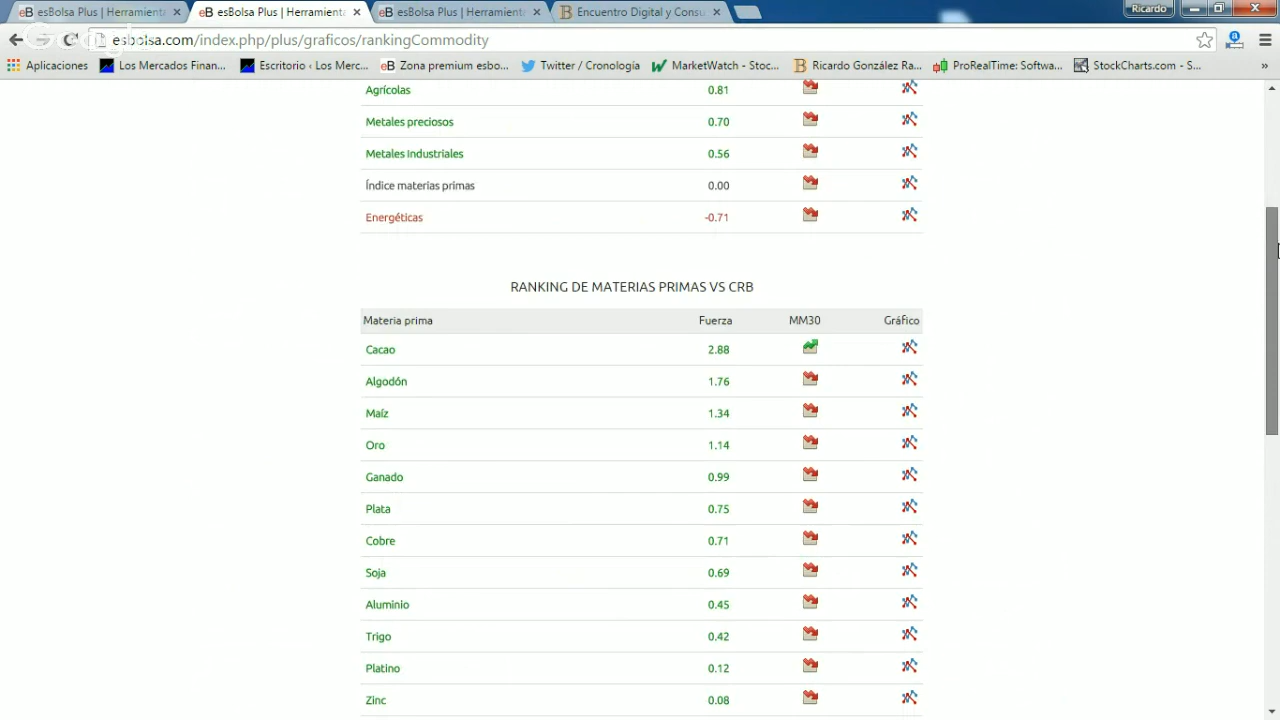 esBolsa Plus | Herramienta
esBolsa Plus | Herramienta
esBolsa Plus | Herramienta
Encuentro Digital y Consu
Ricardo
esbolsa.com/index.php/plus/graficos/rankingCommodity
Aplicaciones
Los Mercados Finan...
Escritorio ‹ Los Merc...
eB Zona premium esbo...
Twitter / Cronología
MarketWatch - Stoc...
Ricardo González Ra...
ProRealTime: Softwa...
StockCharts.com - S...
»
Agrícolas 0.81
Metales preciosos 0.70
Metales Industriales 0.56
Índice materias primas 0.00
Energéticas -0.71
RANKING DE MATERIAS PRIMAS VS CRB
Materia prima Fuerza MM30 Gráfico
Cacao 2.88
Algodón 1.76
Maíz 1.34
Oro 1.14
Ganado 0.99
Plata 0.75
Cobre 0.71
Soja 0.69
Aluminio 0.45
Trigo 0.42
Platino 0.12
Zinc 0.08